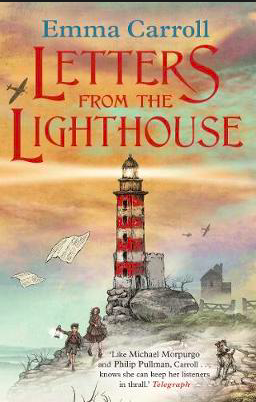 Emma Carroll
LETTERS
FROM THE
LIGHTHOUSE
'Like Michael Morpurgo
and Philip Pullman, Carroll . . .
knows she can keep her listeners
in thrall.' Telegraph